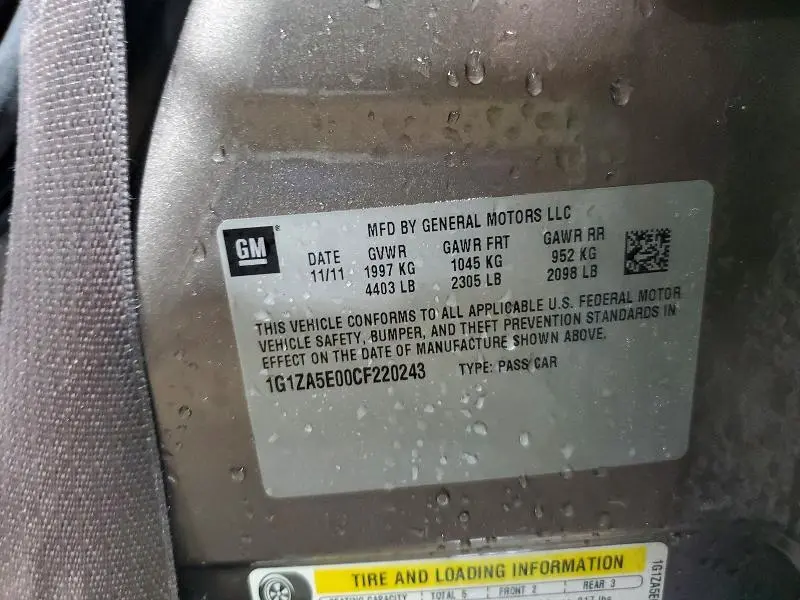 GM
MFD BY GENERAL MOTORS LLC
DATE GVWR GAWR FRT GAWR RR
11/11 1997 KG 1045 KG 952 KG
4403 LB 2305 LB 2098 LB
THIS VEHICLE CONFORMS TO ALL APPLICABLE U.S. FEDERAL MOTOR
VEHICLE SAFETY, BUMPER, AND THEFT PREVENTION STANDARDS IN
EFFECT ON THE DATE OF MANUFACTURE SHOWN ABOVE.
1G1ZA5E00CF220243 TYPE: PASS CAR
TIRE AND LOADING INFORMATION
SEATING CAPACITY TOTAL 5 FRONT 2 REAR 3
1G1ZA5E